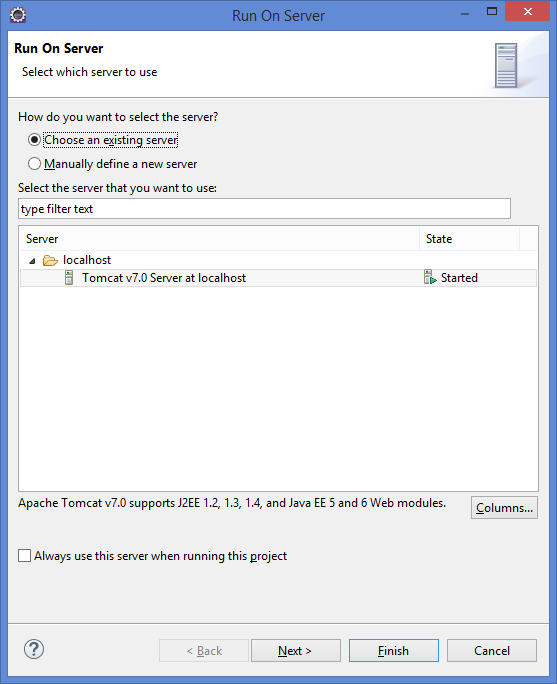 Run On Server
Run On Server
Select which server to use
How do you want to select the server?
Choose an existing server
Manually define a new server
Select the server that you want to use:
type filter text
Server State
localhost
Tomcat v7.0 Server at localhost Started
Apache Tomcat v7.0 supports J2EE 1.2, 1.3, 1.4, and Java EE 5 and 6 Web modules.
Columns...
Always use this server when running this project
? < Back Next > Finish Cancel